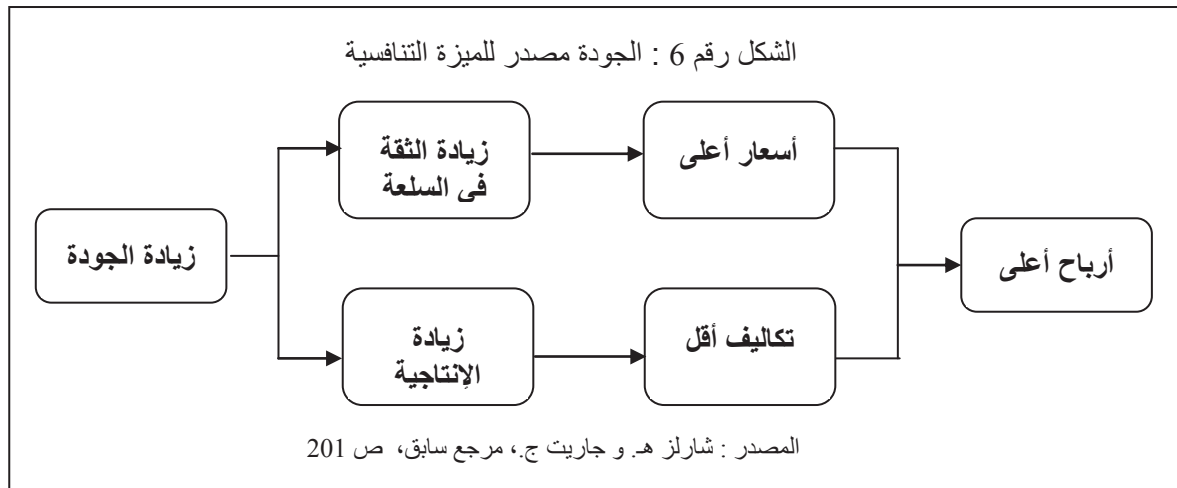 الشكل رقم 6 : الجودة مصدر للميزة التنافسية
زيادة الجودة
زيادة الثقة
فى السلعة
أسعار أعلى
زيادة
الإنتاجية
تكاليف أقل
أرباح أعلى
المصدر : شارلز هـ. و جاريت ج.، مرجع سابق، ص 201